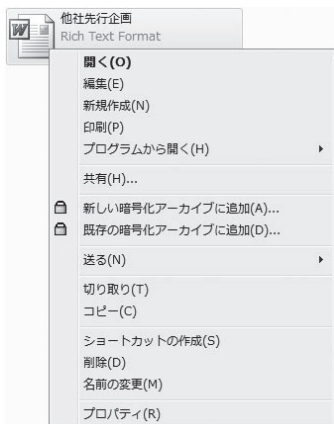 他社先行企画
Rich Text Format
開く(O)
編集(E)
新規作成(N)
印刷(P)
プログラムから開く(H)
共有(H)...
新しい暗号化アーカイブに追加(A)...
既存の暗号化アーカイブに追加(D)...
送る(N)
切り取り(T)
コピー(C)
ショートカットの作成(S)
削除(D)
名前の変更(M)
プロパティ(R)